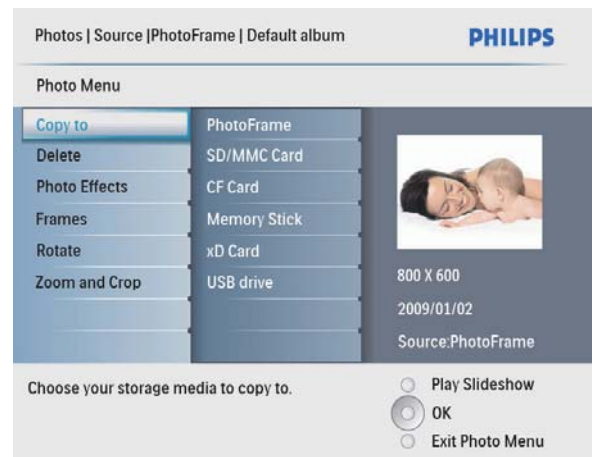 Photos | Source |PhotoFrame | Default album
PHILIPS
Photo Menu
Copy to
Delete
Photo Effects
Frames
Rotate
Zoom and Crop
PhotoFrame
SD/MMC Card
CF Card
Memory Stick
xD Card
USB drive
800 X 600
2009/01/02
Source:PhotoFrame
Choose your storage media to copy to.
Play Slideshow
OK
Exit Photo Menu